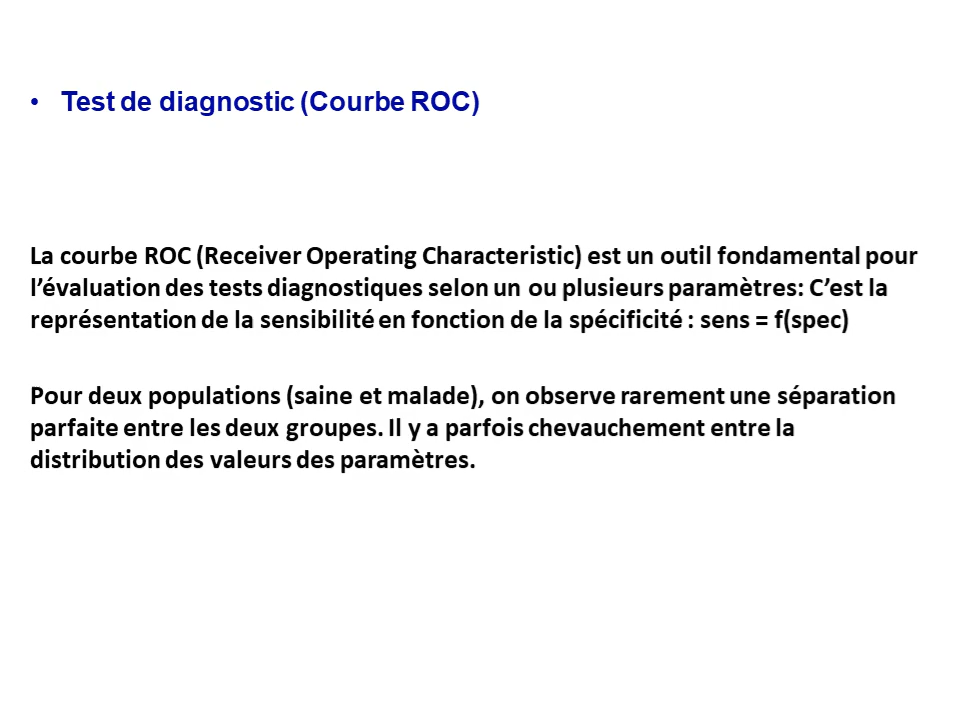 • Test de diagnostic (Courbe ROC)
La courbe ROC (Receiver Operating Characteristic) est un outil fondamental pour
l’évaluation des tests diagnostiques selon un ou plusieurs paramètres: C’est la
représentation de la sensibilité en fonction de la spécificité : sens = f(spec)
Pour deux populations (saine et malade), on observe rarement une séparation
parfaite entre les deux groupes. Il y a parfois chevauchement entre la
distribution des valeurs des paramètres.